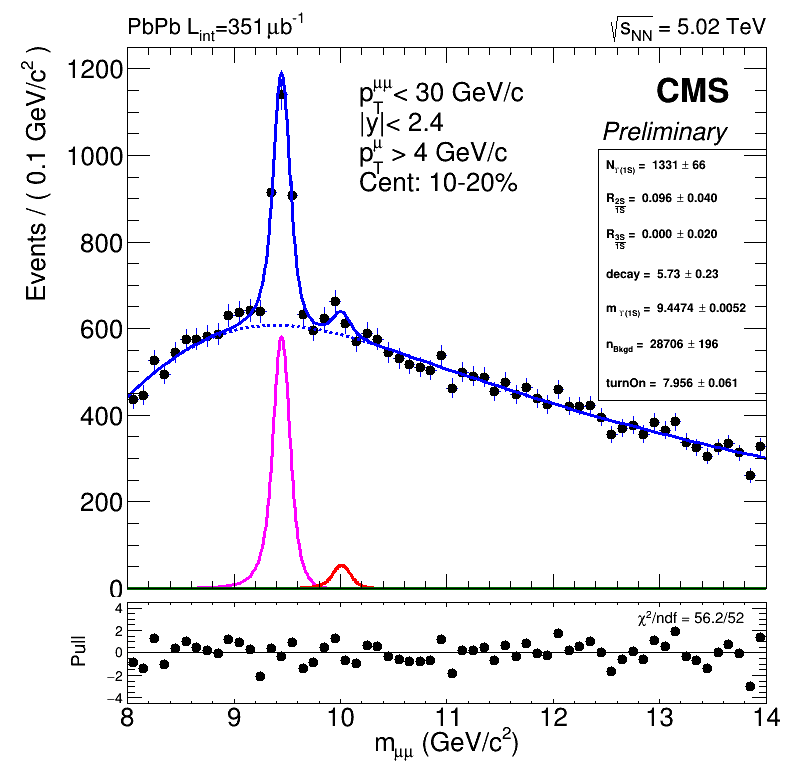 PbPb L_int=351 μb⁻¹
√s_NN = 5.02 TeV
Events / ( 0.1 GeV/c² )
1200
1000
800
600
400
200
0
p_T^μμ < 30 GeV/c
|y|< 2.4
p_T^μ > 4 GeV/c
Cent: 10-20%
CMS
Preliminary
N_ϒ(1S) = 1331 ± 66
R_2S/1S = 0.096 ± 0.040
R_3S/1S = 0.000 ± 0.020
decay = 5.73 ± 0.23
m_ϒ(1S) = 9.4474 ± 0.0052
n_Bkgd = 28706 ± 196
turnOn = 7.956 ± 0.061
Pull
4
2
0
−2
−4
χ²/ndf = 56.2/52
8 9 10 11 12 13 14
m_μμ (GeV/c²)